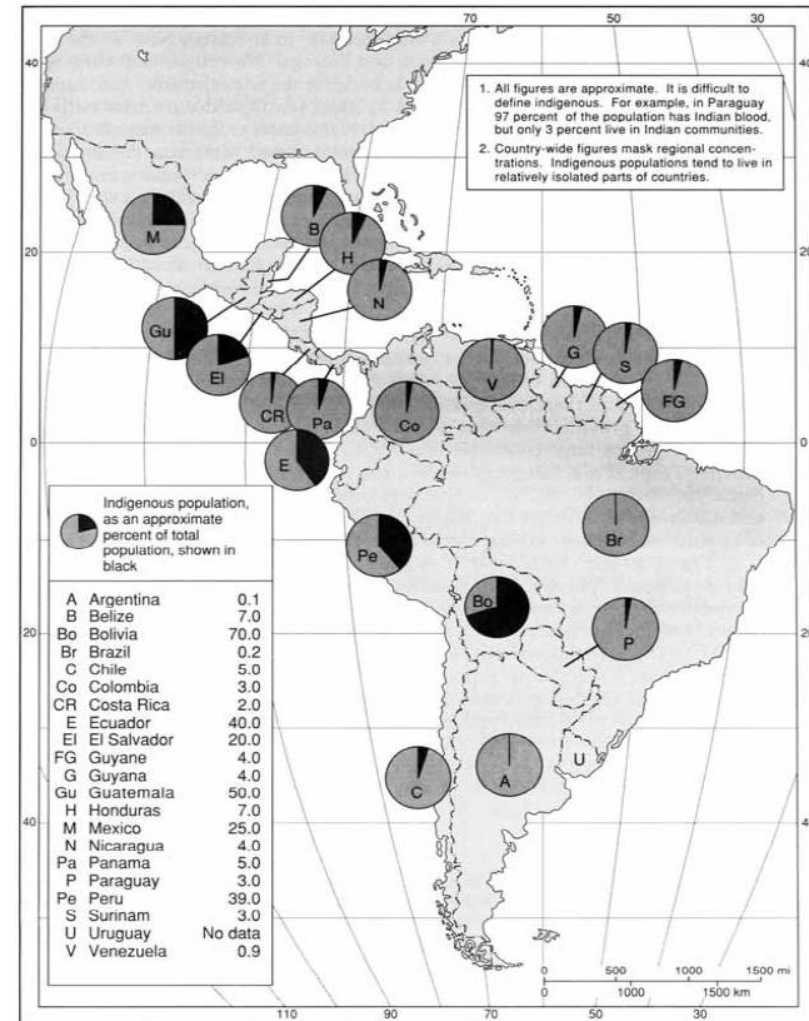 70
70
30
40
40
1. All figures are approximate. It is difficult to
define indigenous. For example, in Paraguay
97 percent of the population has Indian blood,
but only 3 percent live in Indian communities.
2. Country-wide figures mask regional concen-
trations. Indigenous populations tend to live in
relatively isolated parts of countries.
M
B
H
N
20
20
Gu
El
CR
Pa
V
G
S
FG
Co
E
0
0
Pe
Br
Bo
P
20
U
C
A
40
40
Indigenous population,
as an approximate
percent of total
population, shown in
black
A Argentina 0.1
B Belize 7.0
Bo Bolivia 70.0
Br Brazil 0.2
C Chile 5.0
Co Colombia 3.0
CR Costa Rica 2.0
E Ecuador 40.0
El El Salvador 20.0
FG Guyane 4.0
G Guyana 4.0
Gu Guatemala 50.0
H Honduras 7.0
M Mexico 25.0
N Nicaragua 4.0
Pa Panama 5.0
P Paraguay 3.0
Pe Peru 39.0
S Surinam 3.0
U Uruguay No data
V Venezuela 0.9
0 500 1000 1500 mi
0 1000 1500 km
110 90 70 60 50 30